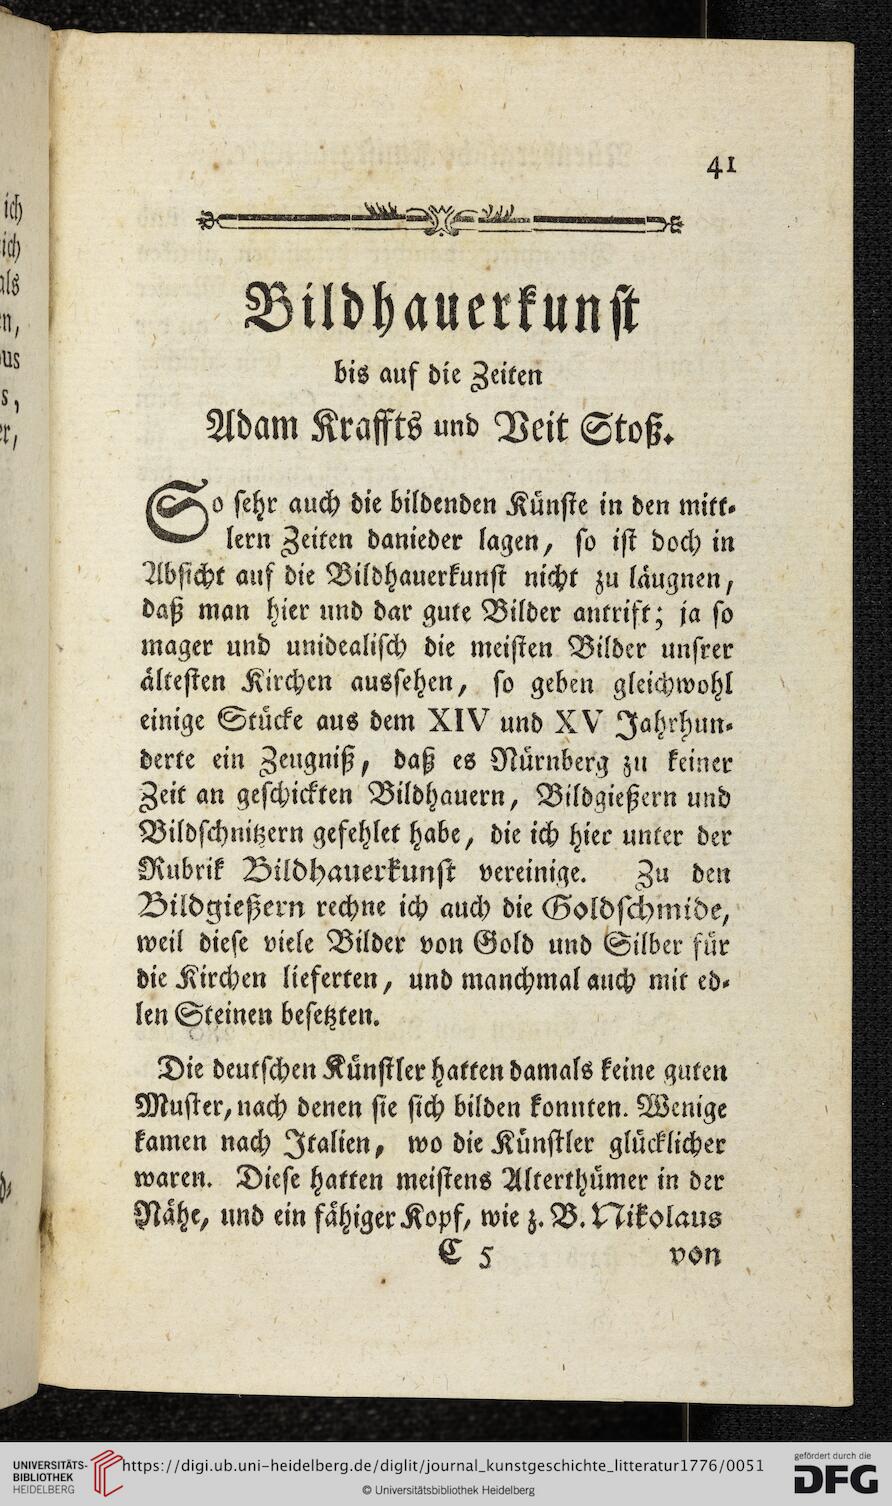 41
Bildhauerkunst
bis auf die Zeiten
Adam Kraffts und Veit Stoß.
So sehr auch die bildenden Künste in den mitt-
lern Zeiten danieder lagen, so ist doch in
Absicht auf die Bildhauerkunst nicht zu läugnen,
daß man hier und dar gute Bilder antrift; ja so
mager und unidealisch die meisten Bilder unsrer
ältesten Kirchen aussehen, so geben gleichwohl
einige Stücke aus dem XIV und XV Jahrhun-
derte ein Zeugniß, daß es Nürnberg zu keiner
Zeit an geschickten Bildhauern, Bildgießern und
Bildschnitzern gefehlet habe, die ich hier unter der
Rubrik Bildhauerkunst vereinige. Zu den
Bildgießern rechne ich auch die Goldschmide,
weil diese viele Bilder von Gold und Silber für
die Kirchen lieferten, und manchmal auch mit ed-
len Steinen besetzten.
Die deutschen Künstler hatten damals keine guten
Muster, nach denen sie sich bilden konnten. Wenige
kamen nach Italien, wo die Künstler glücklicher
waren. Diese hatten meistens Alterthümer in der
Nähe, und ein fähiger Kopf, wie z. B. Nikolaus
C 5 von
ich
ich
als
en,
us
s,
er,
d-
UNIVERSITÄTS-
BIBLIOTHEK
HEIDELBERG
https://digi.ub.uni-heidelberg.de/diglit/journal_kunstgeschichte_litteratur1776/0051
© Universitätsbibliothek Heidelberg
gefördert durch die
DFG